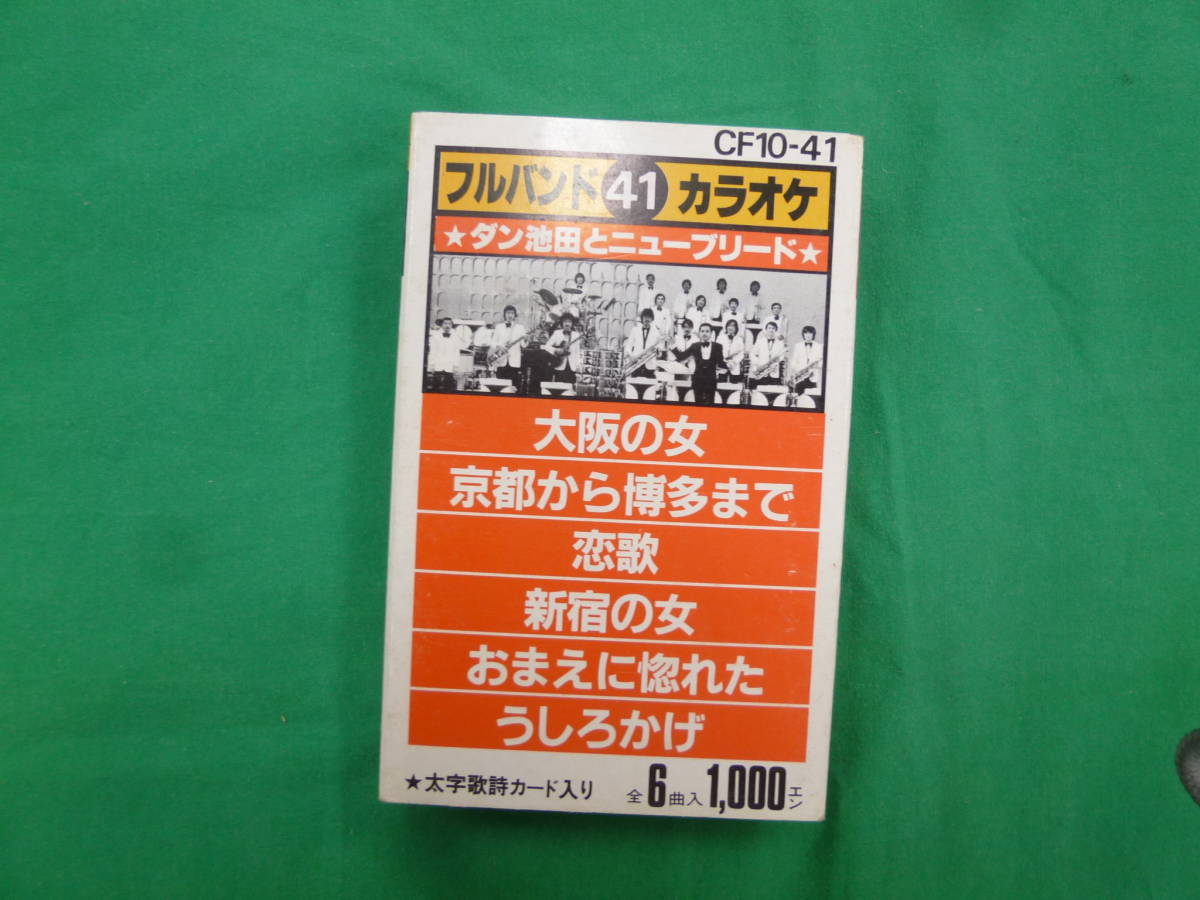 CF10-41
フルバンド 41 カラオケ
★ダン池田とニューブリード★
大阪の女
京都から博多まで
恋歌
新宿の女
おまえに惚れた
うしろかげ
★太字歌詩カード入り 全6曲入 1,000エン